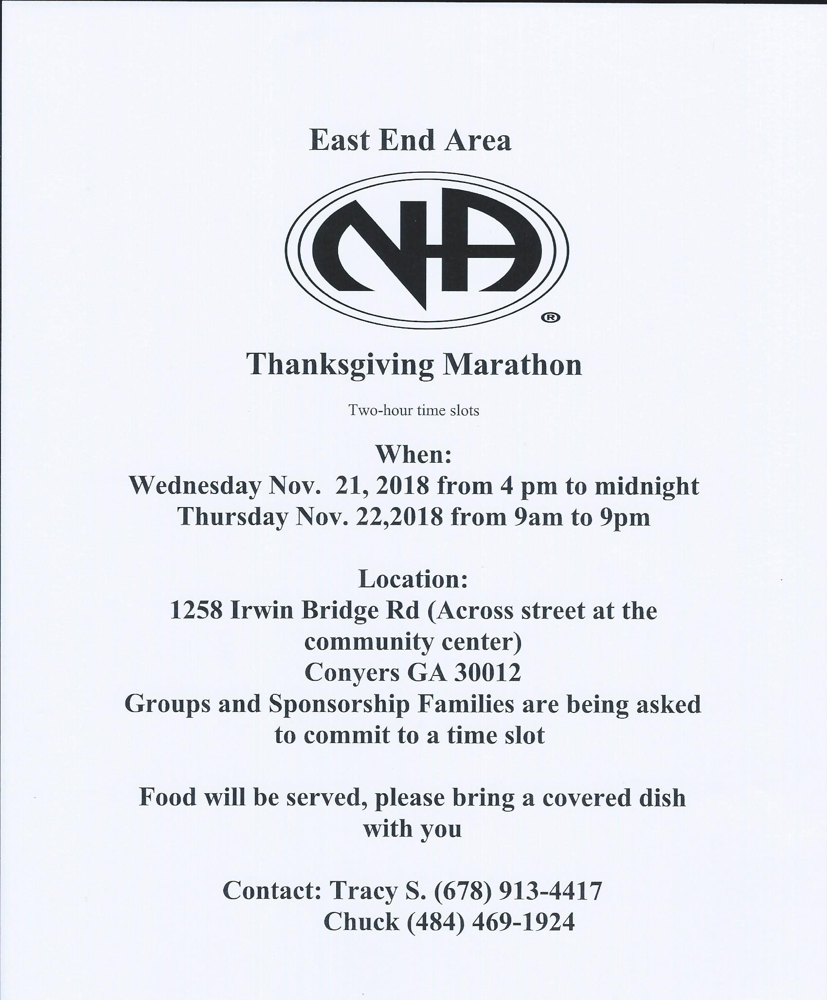 East End Area
NA
®
Thanksgiving Marathon
Two-hour time slots
When:
Wednesday Nov.  21, 2018 from 4 pm to midnight
Thursday Nov. 22,2018 from 9am to 9pm
Location:
1258 Irwin Bridge Rd (Across street at the
community center)
Conyers GA 30012
Groups and Sponsorship Families are being asked
to commit to a time slot
Food will be served, please bring a covered dish
with you
Contact: Tracy S. (678) 913-4417
Chuck (484) 469-1924